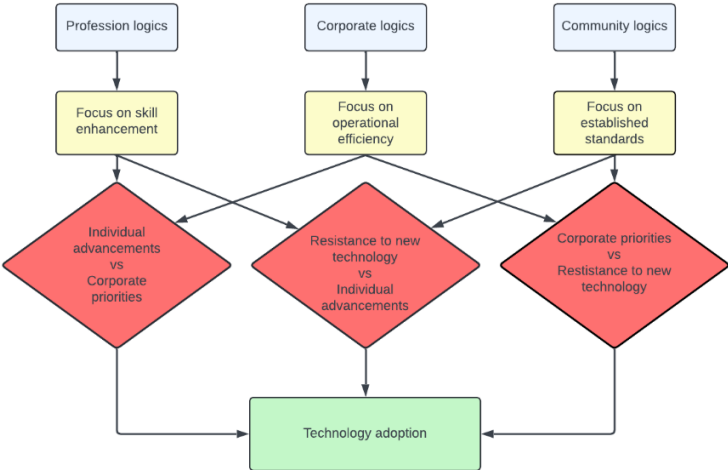 Profession logics
Corporate logics
Community logics
Focus on skill
enhancement
Focus on
operational
efficiency
Focus on
established
standards
Individual
advancements
vs
Corporate
priorities
Resistance to new
technology
vs
Individual
advancements
Corporate priorities
vs
Restistance to new
technology
Technology adoption